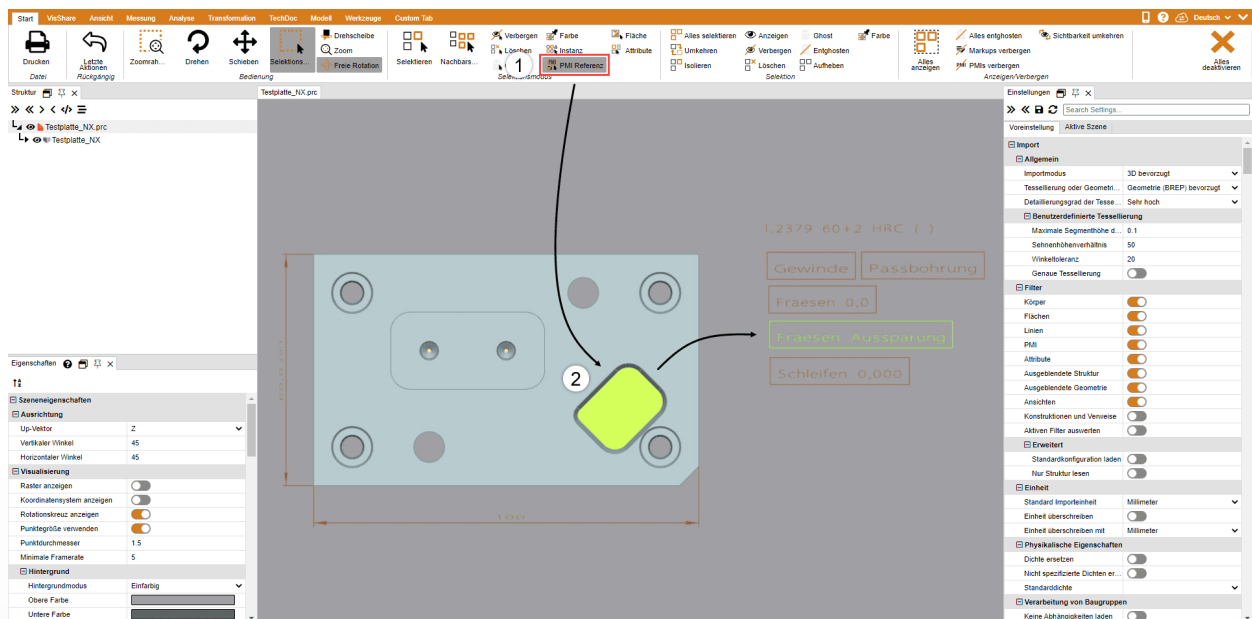 Start VisShare Ansicht Messung Analyse Transformation TechDoc Modell Werkzeuge Custom Tab Deutsch
Drucken
Datei
Letzte Aktionen
Rückgängig
Zoomrah...
Drehen
Schieben
Selektions...
Drehscheibe
Zoom
Freie Rotation
Bedienung
Selektieren
Nachbars...
Verbergen
Löschen
Farbe
Instanz
PMI Referenz
Fläche
Attribute
Selektionsmodus
Alles selektieren
Umkehren
Isolieren
Anzeigen
Verbergen
Löschen
Ghost
Entghosten
Aufheben
Farbe
Selektion
Alles anzeigen
Alles entghosten
Markups verbergen
PMIs verbergen
Sichtbarkeit umkehren
Anzeigen/Verbergen
Alles deaktivieren
1
Struktur
Testplatte_NX.prc
Testplatte_NX
Eigenschaften
Szeneneigenschaften
Ausrichtung
Up-Vektor Z
Vertikaler Winkel 45
Horizontaler Winkel 45
Visualisierung
Raster anzeigen
Koordinatensystem anzeigen
Rotationskreuz anzeigen
Punktegröße verwenden
Punktdurchmesser 1.5
Minimale Framerate 5
Hintergrund
Hintergrundmodus Einfarbig
Obere Farbe
Untere Farbe
Testplatte_NX.prc
1,2379 60+2 HRC ( )
Gewinde Passbohrung
Fraesen 0,0
Fraesen Aussparung
Schleifen 0,000
2
100
Einstellungen
Search Settings...
Voreinstellung Aktive Szene
Import
Allgemein
Importmodus 3D bevorzugt
Tessellierung oder Geometri... Geometrie (BREP) bevorzugt
Detaillierungsgrad der Tesse... Sehr hoch
Benutzerdefinierte Tessellierung
Maximale Segmenthöhe d... 0.1
Sehnenhöhenverhältnis 50
Winkeltoleranz 20
Genaue Tessellierung
Filter
Körper
Flächen
Linien
PMI
Attribute
Ausgeblendete Struktur
Ausgeblendete Geometrie
Ansichten
Konstruktionen und Verweise
Aktiven Filter auswerten
Erweitert
Standardkonfiguration laden
Nur Struktur lesen
Einheit
Standard Importeinheit Millimeter
Einheit überschreiben
Einheit überschreiben mit Millimeter
Physikalische Eigenschaften
Dichte ersetzen
Nicht spezifizierte Dichten er...
Standarddichte
Verarbeitung von Baugruppen
Keine Abhängigkeiten laden